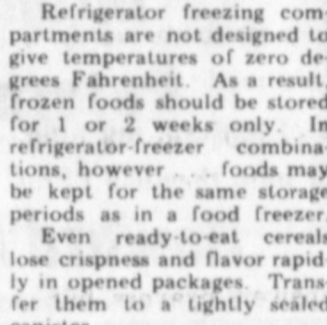 Refrigerator freezing com-
partments are not designed to
give temperatures of zero de-
grees Fahrenheit. As a result,
frozen foods should be stored
for 1 or 2 weeks only. In
refrigerator-freezer combina-
tions, however . . . foods may
be kept for the same storage
periods as in a food freezer.
Even ready-to-eat cereals
lose crispness and flavor rapid-
ly in opened packages. Trans-
fer them to a tightly sealed